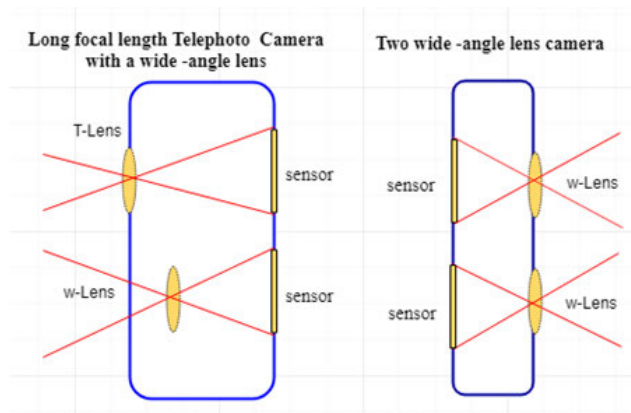 Long focal length Telephoto Camera
with a wide -angle lens
Two wide -angle lens camera
T-Lens
sensor
w-Lens
sensor
sensor
w-Lens
sensor
w-Lens